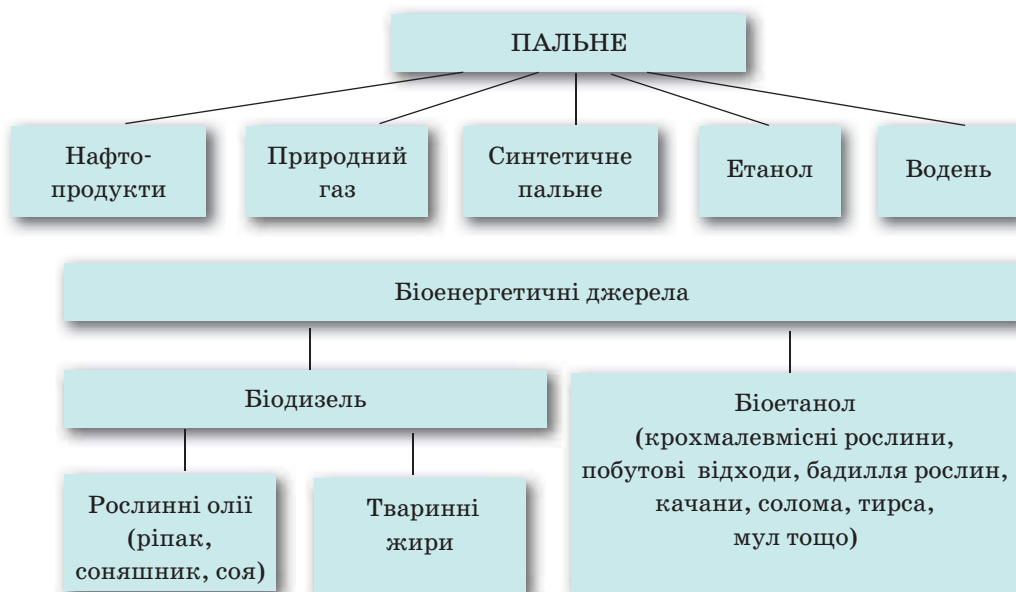 ПАЛЬНЕ
Нафто-
продукти
Природний
газ
Синтетичне
пальне
Етанол
Водень
Біоенергетичні джерела
Біодизель
Біоетанол
(крохмалевмісні рослини,
побутові відходи, бадилля рослин,
качани, солома, тирса,
мул тощо)
Рослинні олії
(ріпак,
соняшник, соя)
Тваринні
жири